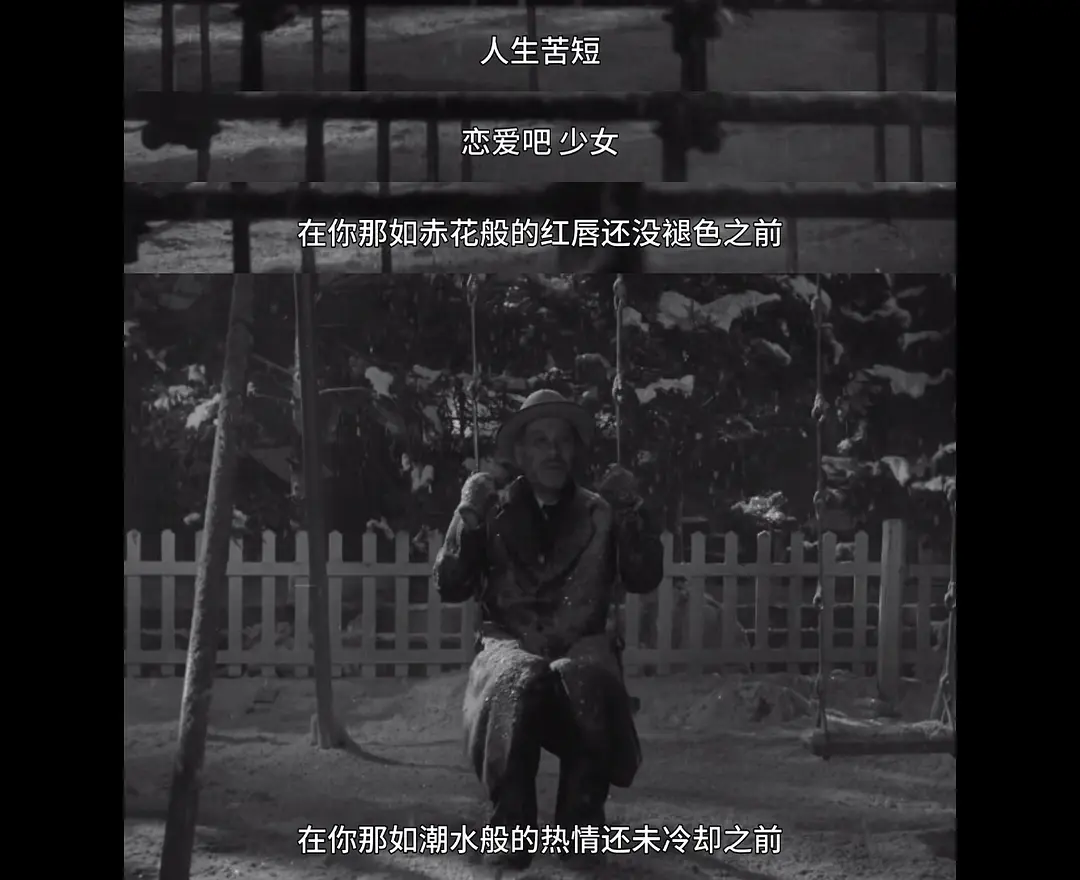 人生苦短
恋爱吧 少女
在你那如赤花般的红唇还没褪色之前
在你那如潮水般的热情还未冷却之前